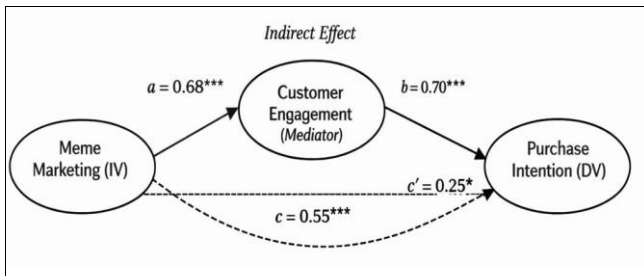 Indirect Effect
a = 0.68***
b = 0.70***
Customer
Engagement
(Mediator)
Meme
Marketing (IV)
Purchase
Intention (DV)
c′ = 0.25*
c = 0.55***